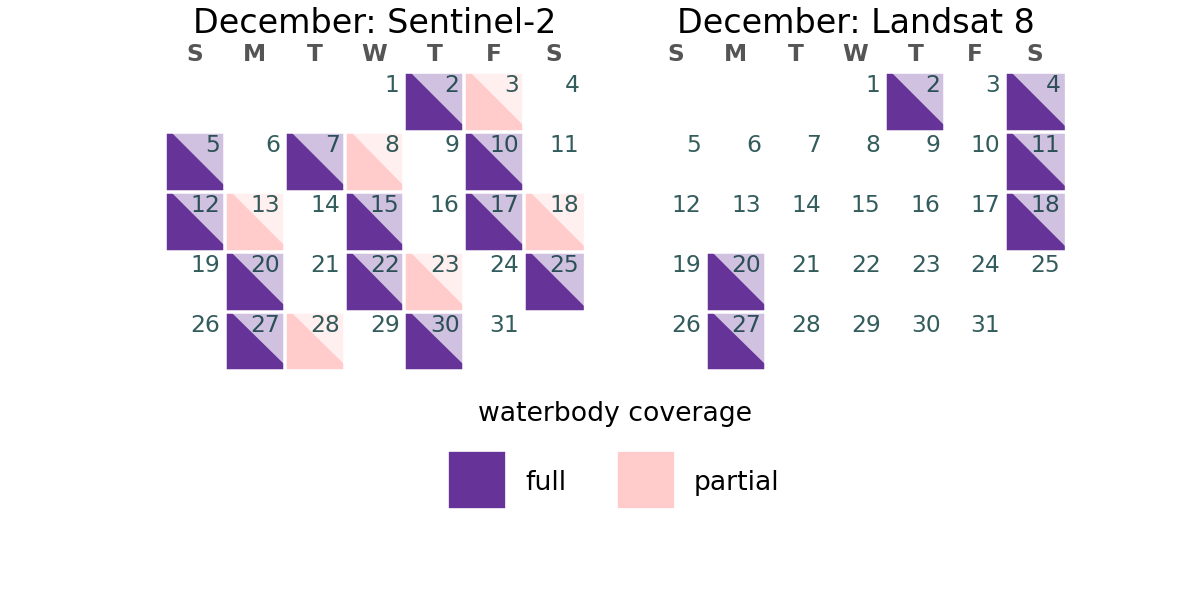 December: Sentinel-2
S M T W T F S
1 2 3 4
5 6 7 8 9 10 11
12 13 14 15 16 17 18
19 20 21 22 23 24 25
26 27 28 29 30 31
December: Landsat 8
S M T W T F S
1 2 3 4
5 6 7 8 9 10 11
12 13 14 15 16 17 18
19 20 21 22 23 24 25
26 27 28 29 30 31
waterbody coverage
full
partial